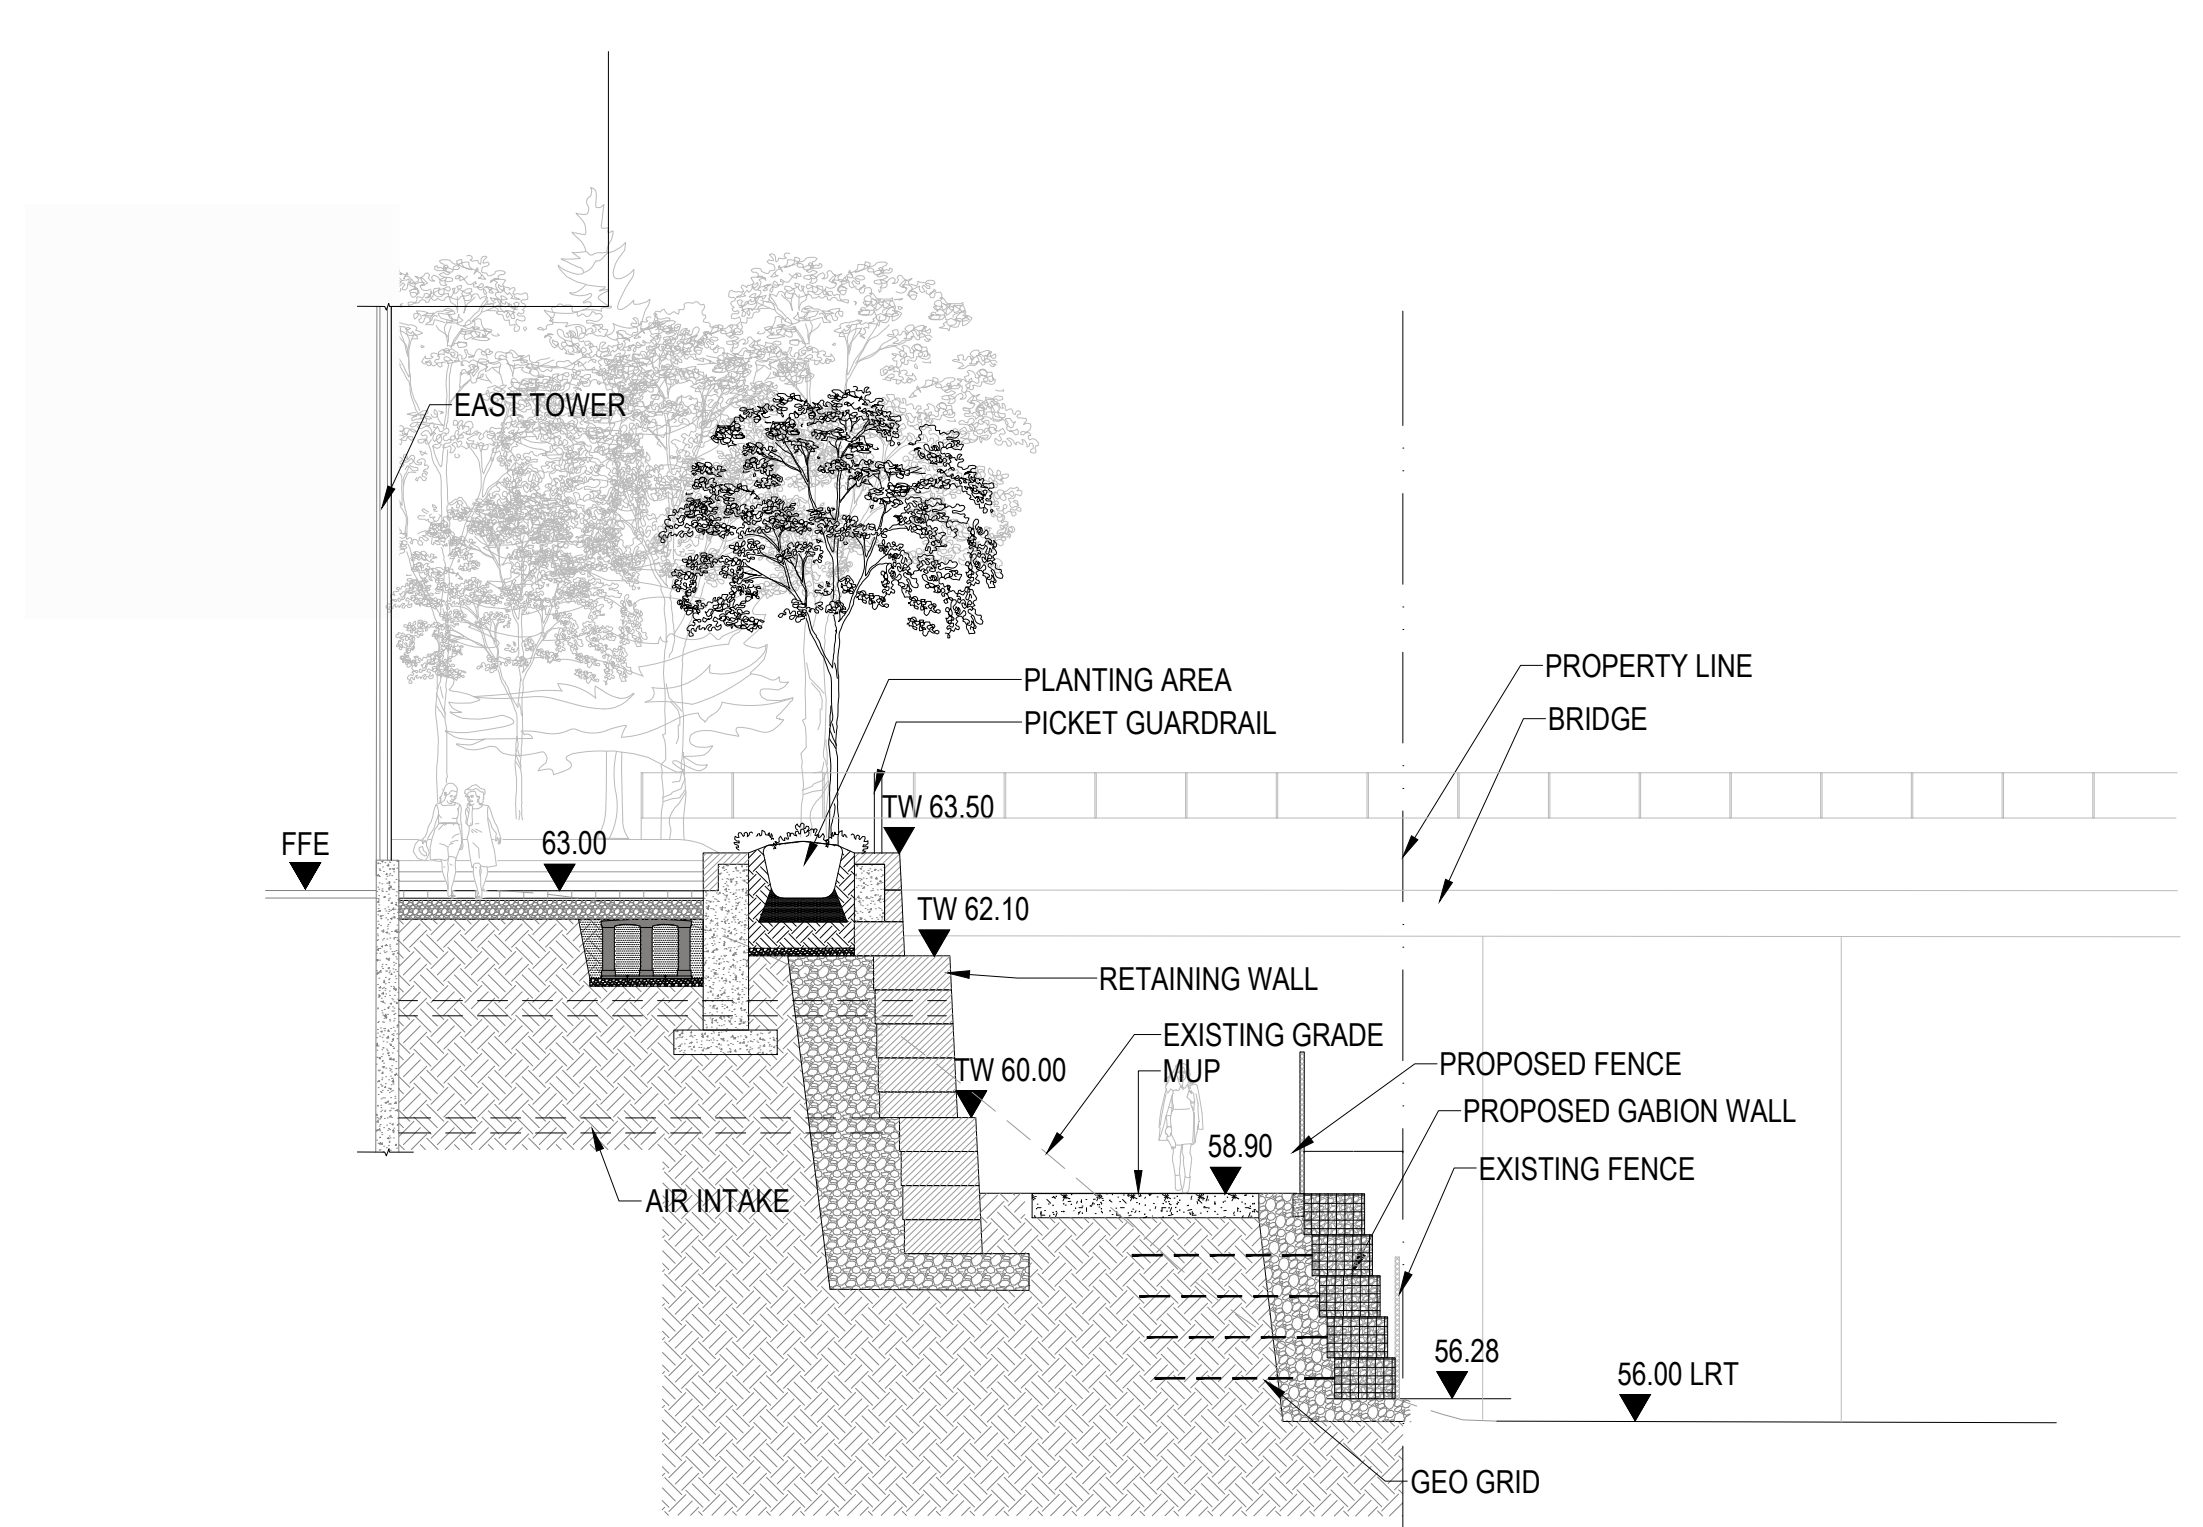 EAST TOWER
PROPERTY LINE
PLANTING AREA
PICKET GUARDRAIL
BRIDGE
TW 63.50
FFE
63.00
TW 62.10
RETAINING WALL
EXISTING GRADE
MUP
TW 60.00
PROPOSED FENCE
PROPOSED GABION WALL
58.90
EXISTING FENCE
AIR INTAKE
56.28
56.00 LRT
GEO GRID